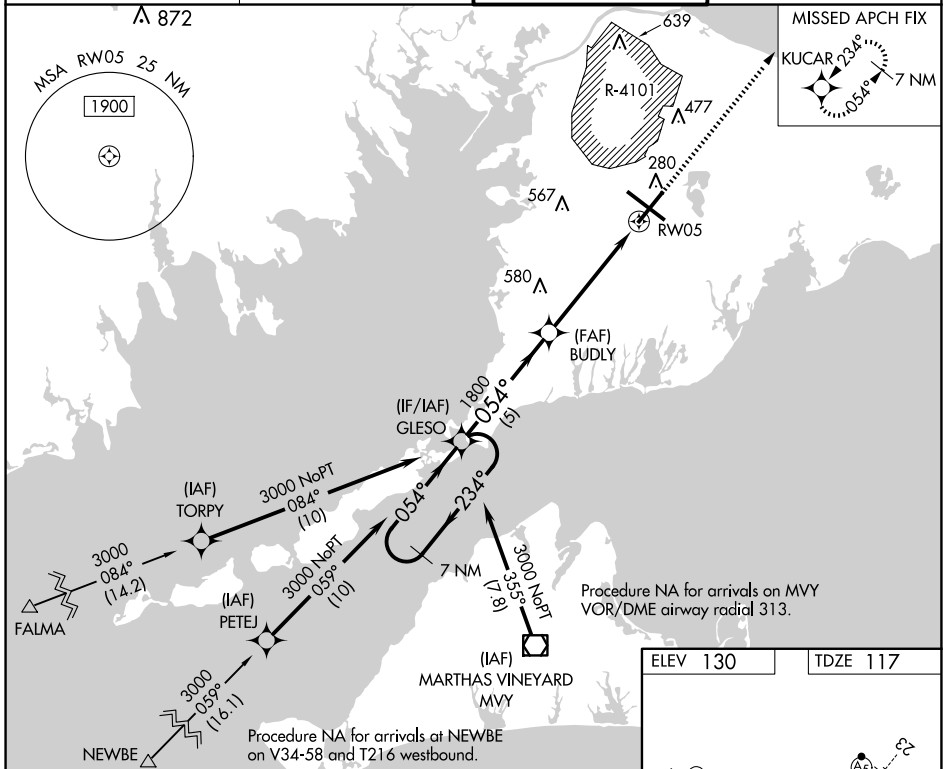 872
MSA RW05 25 NM
1900
639
R-4101
477
280
567
RW05
580
MISSED APCH FIX
KUCAR
234°
054°
7 NM
(FAF)
BUDLY
1800
054°
(5)
(IF/IAF)
GLESO
3000 NoPT
084°
(10)
(IAF)
TORPY
054°
234°
7 NM
3000
084°
(14.2)
FALMA
3000 NoPT
059°
(10)
(IAF)
PETEJ
3000 NoPT
355°
(7.8)
Procedure NA for arrivals on MVY
VOR/DME airway radial 313.
(IAF)
MARTHAS VINEYARD
MVY
3000
059°
(16.1)
NEWBE
Procedure NA for arrivals at NEWBE
on V34-58 and T216 westbound.
ELEV 130
TDZE 117
23